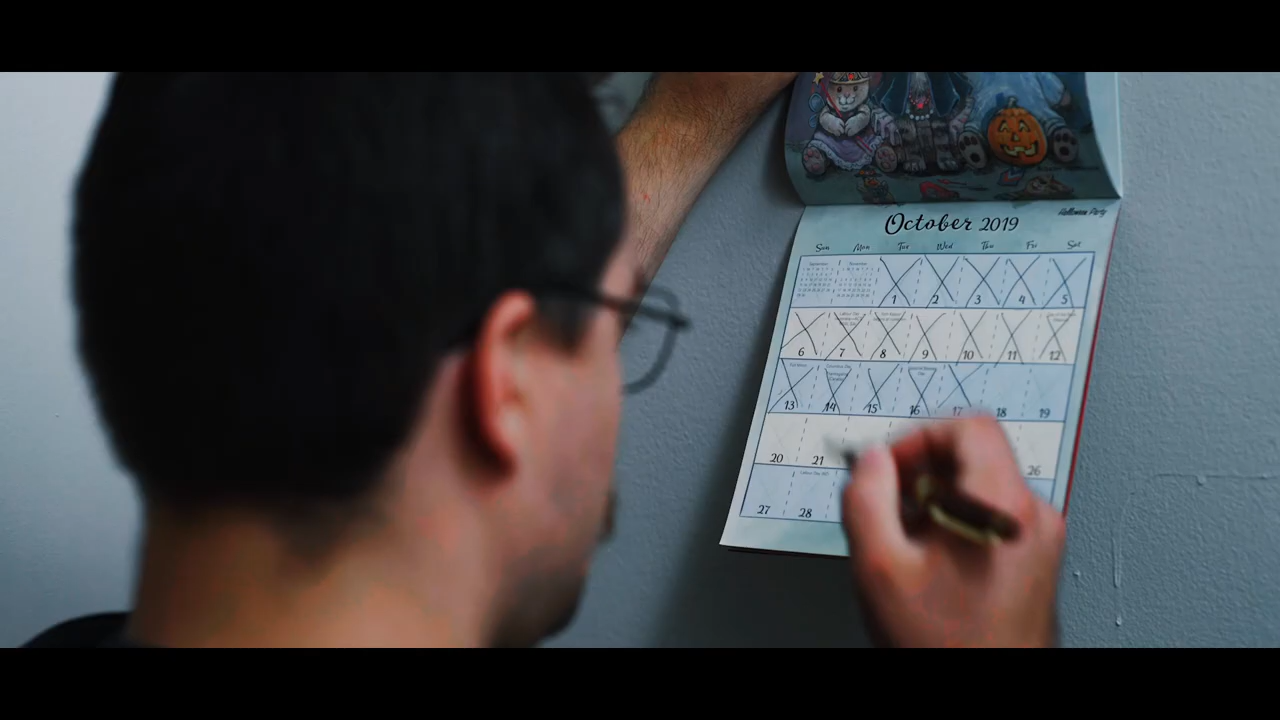 October 2019
Halloween Party
Sun Mon Tue Wed Thu Fri Sat
1 2 3 4 5
6 7 8 9 10 11 12
13 14 15 16 17 18 19
20 21 26
27 28